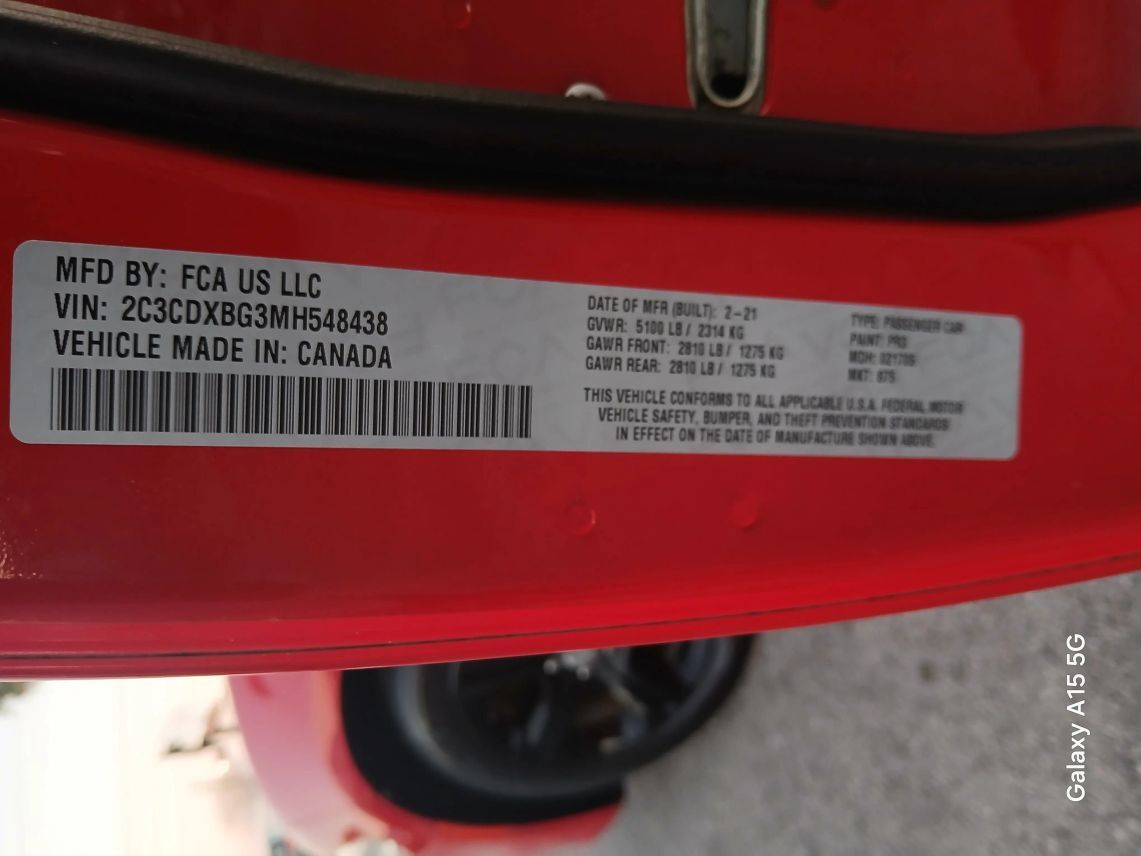 MFD BY: FCA US LLC
VIN: 2C3CDXBG3MH548438
VEHICLE MADE IN: CANADA
DATE OF MFR (BUILT): 2-21
GVWR: 5100 LB / 2314 KG
GAWR FRONT: 2810 LB / 1275 KG
GAWR REAR: 2810 LB / 1275 KG
TYPE: PASSENGER CAR
PAINT: PR3
MDH: 021705
MKT: 
THIS VEHICLE CONFORMS TO ALL APPLICABLE U.S.A. FEDERAL MOTOR
VEHICLE SAFETY, BUMPER, AND THEFT PREVENTION STANDARDS
IN EFFECT ON THE DATE OF MANUFACTURE SHOWN ABOVE.
Galaxy A15 5G